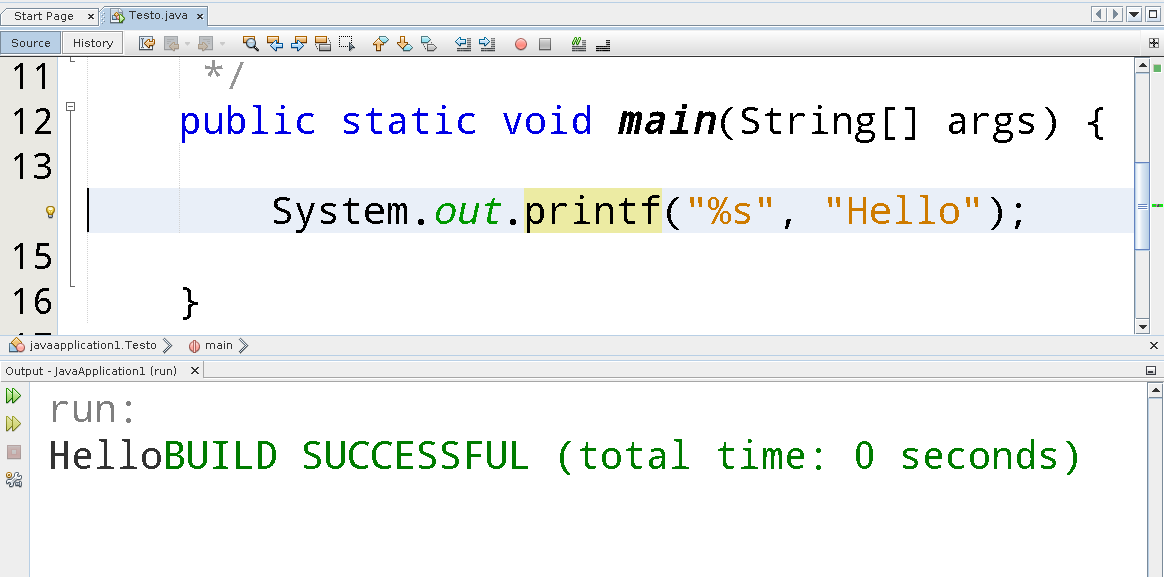 Start Page
Testo.java
Source
History
11 */
12 public static void main(String[] args) {
13
System.out.printf("%s", "Hello");
15
16 }
javaapplication1.Testo
main
Output - JavaApplication1 (run)
run:
HelloBUILD SUCCESSFUL (total time: 0 seconds)